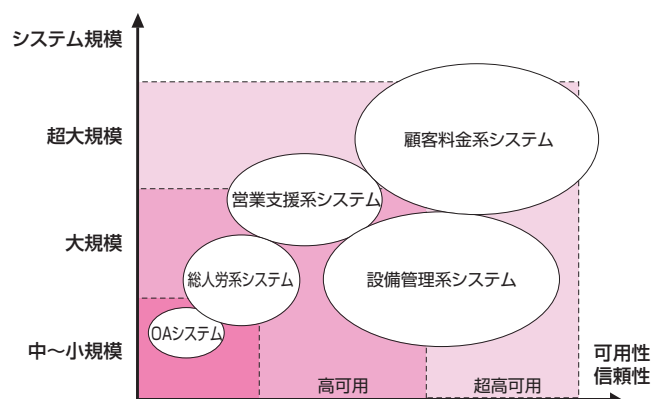 システム規模
超大規模
顧客料金系システム
営業支援系システム
大規模
総人労系システム
設備管理系システム
OAシステム
中〜小規模
可用性
信頼性
高可用
超高可用